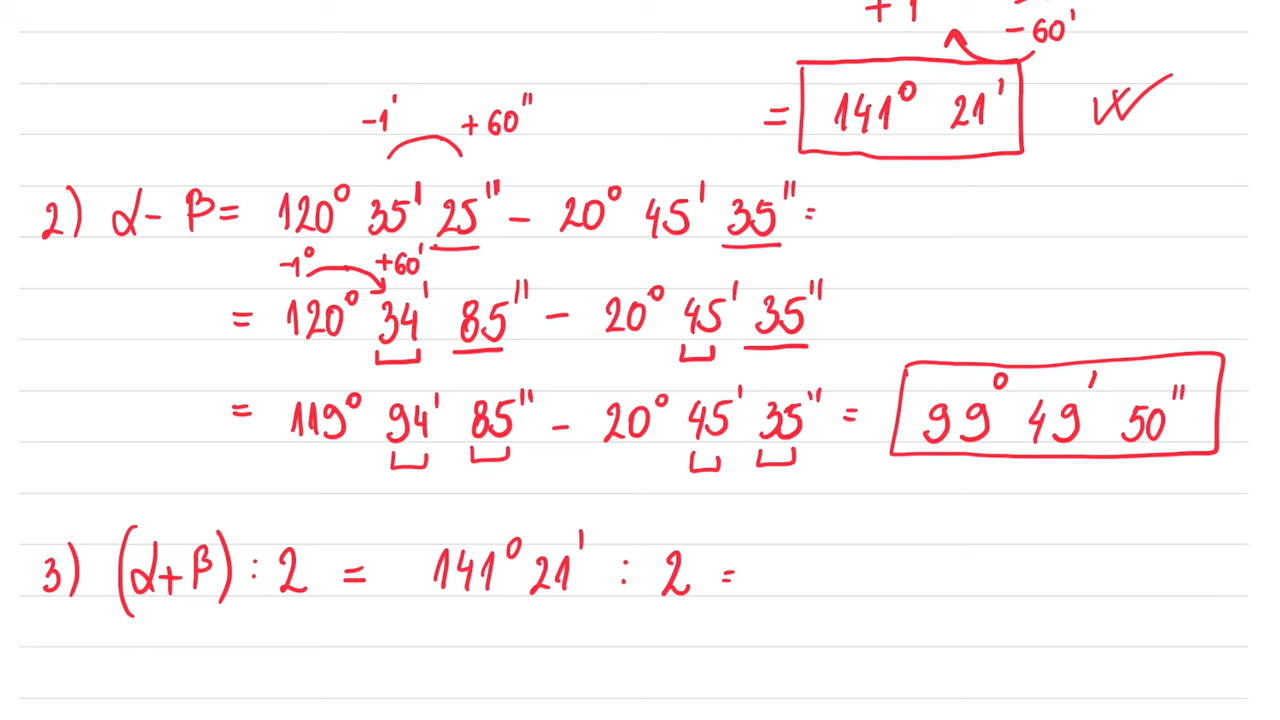 - 60'
= 141° 21'
-1' + 60"
2) α - β = 120° 35' 25" - 20° 45' 35" =
-1° +60'
= 120° 34' 85" - 20° 45' 35"
= 119° 94' 85" - 20° 45' 35" = 99° 49' 50"
3) (α+β) : 2 = 141° 21' : 2 =